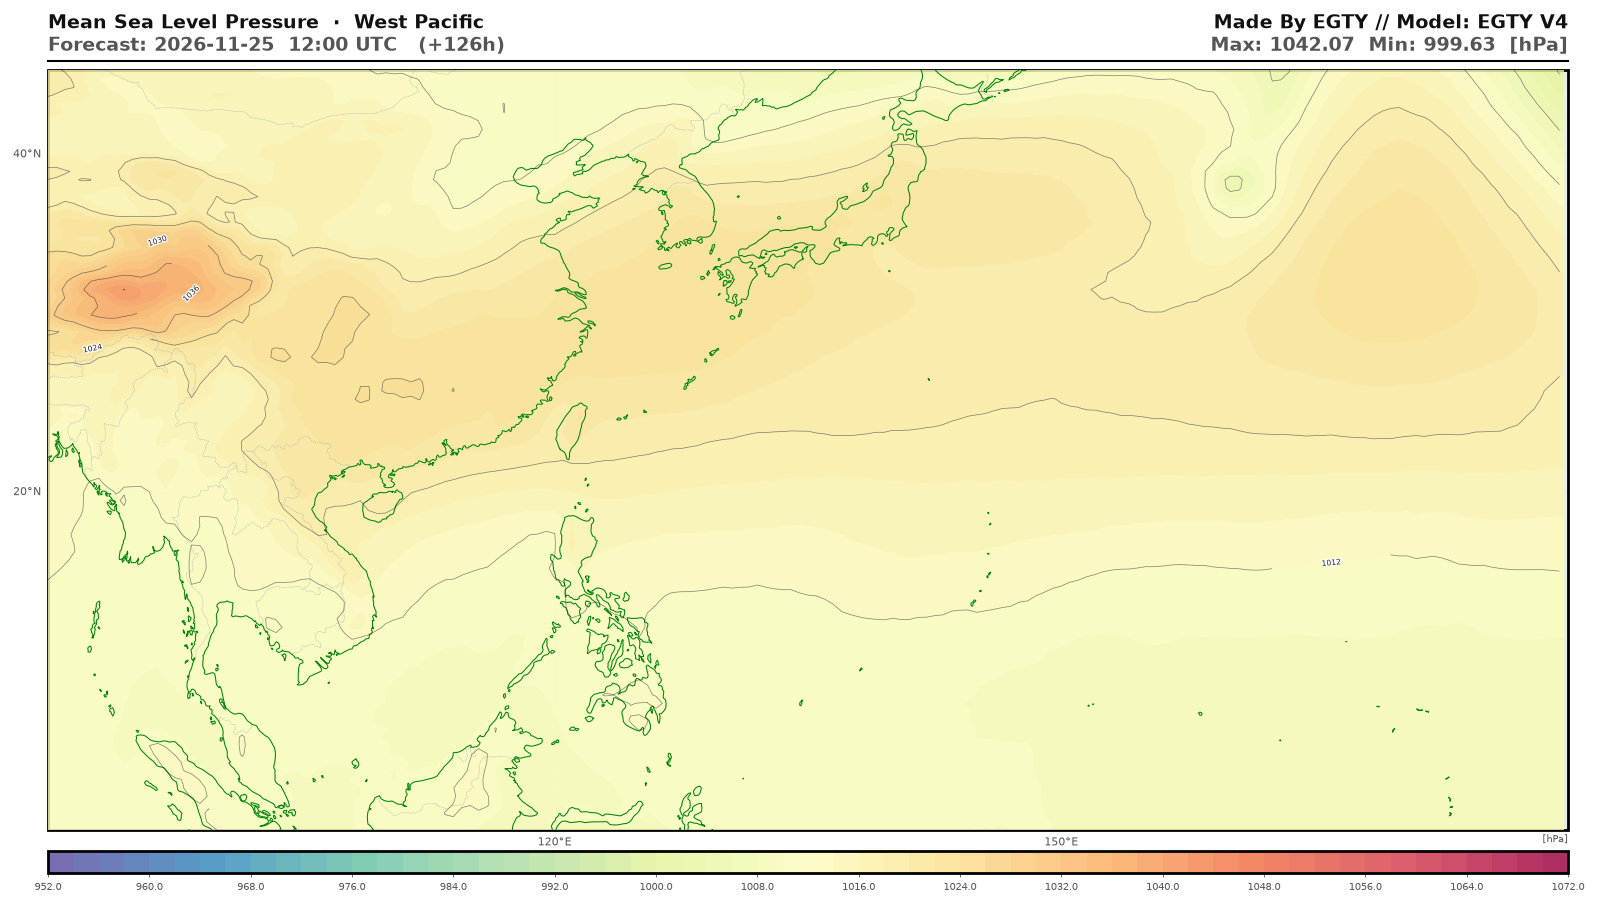 Mean Sea Level Pressure · West Pacific
Made By EGTY // Model: EGTY V4
Forecast: 2026-11-25 12:00 UTC (+126h)
Max: 1042.07 Min: 999.63 [hPa]
40°N
20°N
1030
1036
1024
1012
120°E
150°E
[hPa]
952.0 960.0 968.0 976.0 984.0 992.0 1000.0 1008.0 1016.0 1024.0 1032.0 1040.0 1048.0 1056.0 1064.0 1072.0